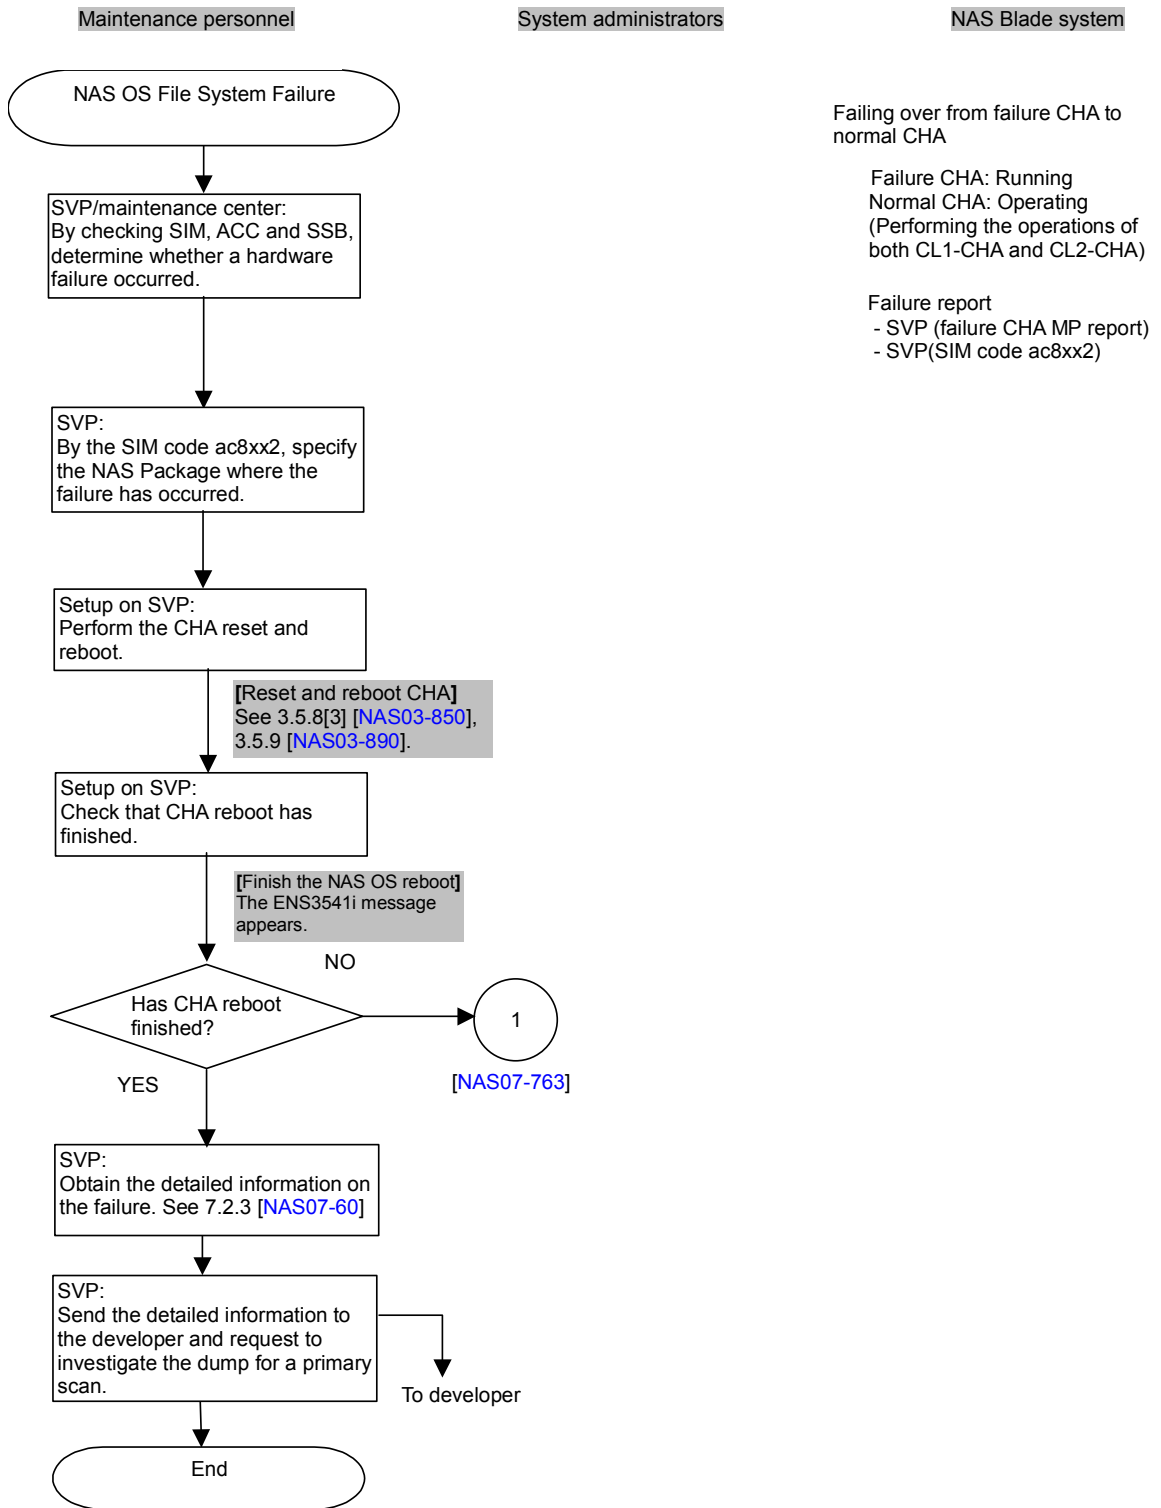 Maintenance personnel
System administrators
NAS Blade system
NAS OS File System Failure
Failing over from failure CHA to
normal CHA
Failure CHA: Running
Normal CHA: Operating
(Performing the operations of
both CL1-CHA and CL2-CHA)
Failure report
- SVP (failure CHA MP report)
- SVP(SIM code ac8xx2)
SVP/maintenance center:
By checking SIM, ACC and SSB,
determine whether a hardware
failure occurred.
SVP:
By the SIM code ac8xx2, specify
the NAS Package where the
failure has occurred.
Setup on SVP:
Perform the CHA reset and
reboot.
[Reset and reboot CHA]
See 3.5.8[3] [NAS03-850],
3.5.9 [NAS03-890].
Setup on SVP:
Check that CHA reboot has
finished.
[Finish the NAS OS reboot]
The ENS3541i message
appears.
NO
Has CHA reboot
finished?
1
YES
[NAS07-763]
SVP:
Obtain the detailed information on
the failure. See 7.2.3 [NAS07-60]
SVP:
Send the detailed information to
the developer and request to
investigate the dump for a primary
scan.
To developer
End